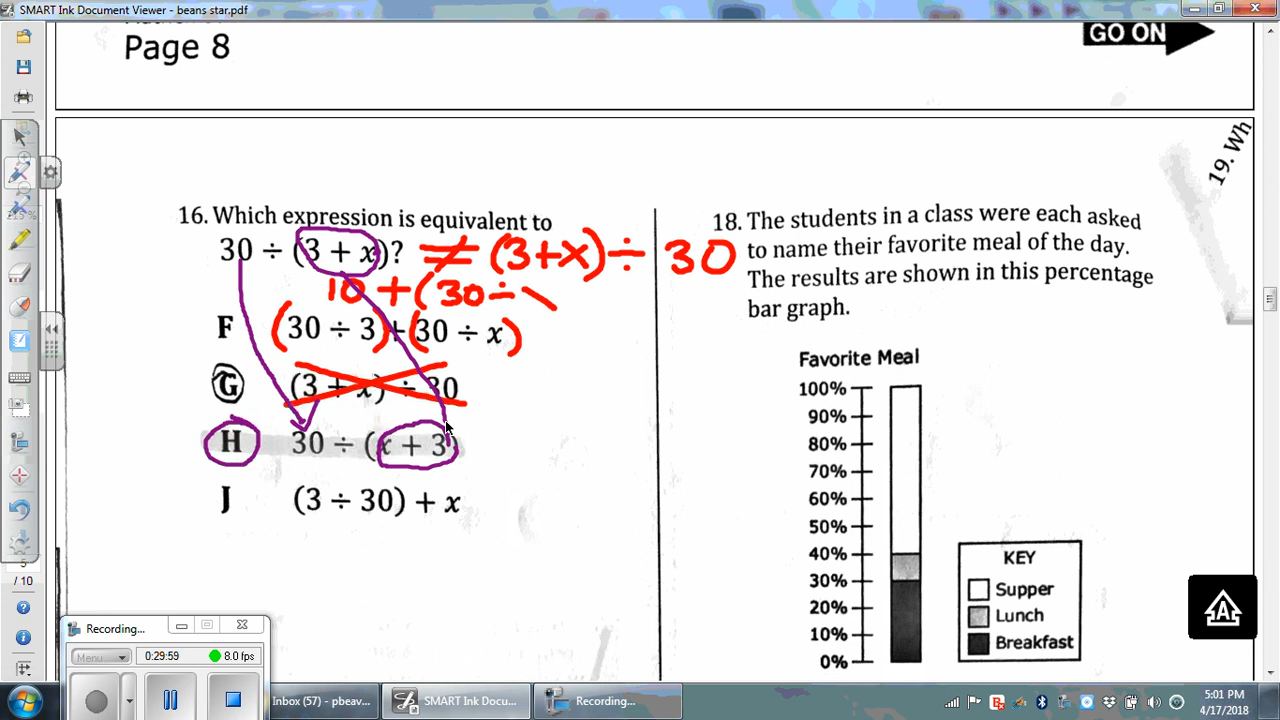 SMART Ink Document Viewer - beans star.pdf
Page 8
GO ON
19. Wh
16. Which expression is equivalent to
30 ÷ (3 + x)? ≠ (3+x) ÷ 30
10 + (30 ÷
F (30 ÷ 3) + (30 ÷ x)
G (3 + x) ÷ 30
H 30 ÷ (x + 3)
J (3 ÷ 30) + x
18. The students in a class were each asked
to name their favorite meal of the day.
The results are shown in this percentage
bar graph.
Favorite Meal
100%
90%
80%
70%
60%
50%
40%
30%
20%
10%
0%
KEY
Supper
Lunch
Breakfast
A
5
/ 10
Recording...
Menu
0:29:59
8.0 fps
Inbox (57) - pbeav...
SMART Ink Docu...
Recording...
5:01 PM
4/17/2018